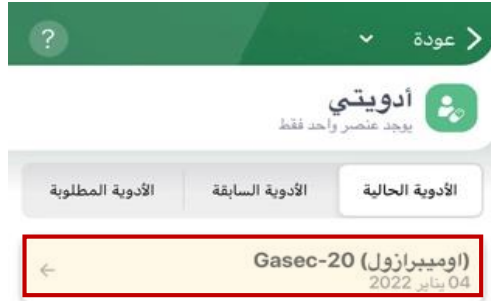 عودة
?
أدويتي
يوجد عنصر واحد فقط
الأدوية الحالية
الأدوية السابقة
الأدوية المطلوبة
(اوميبرازول) Gasec-20
04 يناير 2022